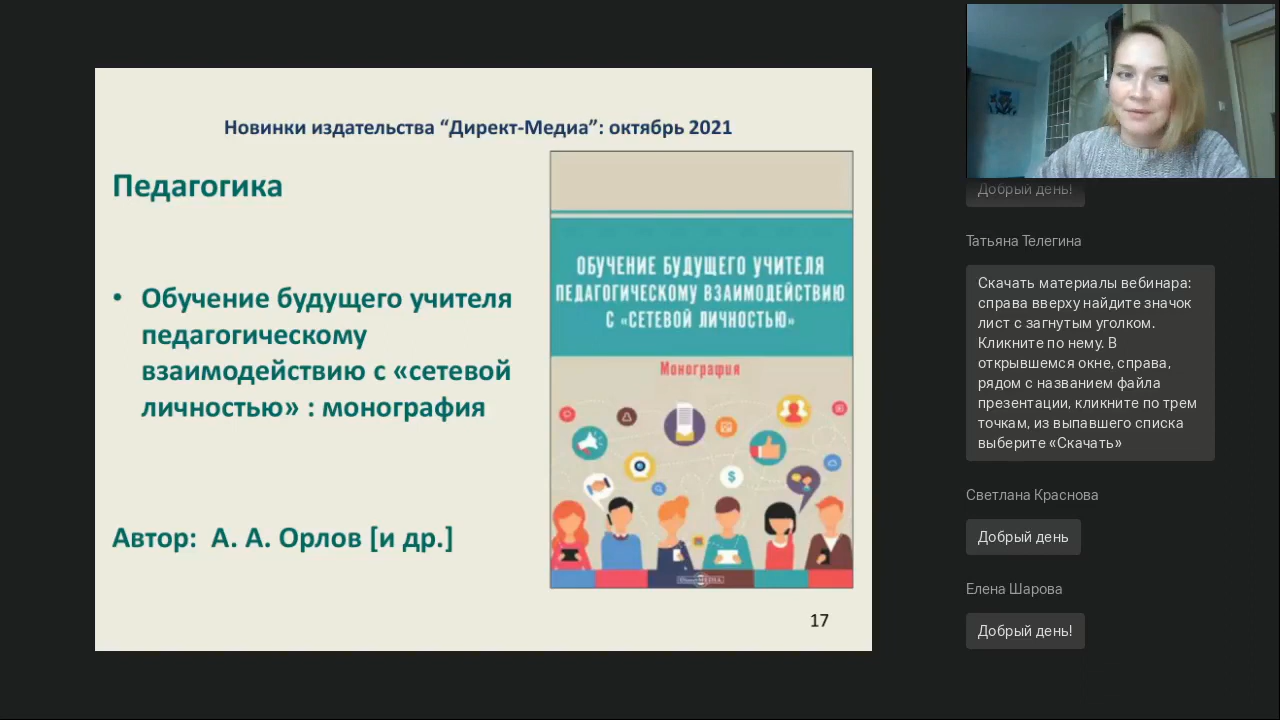 Новинки издательства “Директ-Медиа”: октябрь 2021
Педагогика
• Обучение будущего учителя
педагогическому
взаимодействию с «сетевой
личностью» : монография
Автор: А. А. Орлов [и др.]
ОБУЧЕНИЕ БУДУЩЕГО УЧИТЕЛЯ
ПЕДАГОГИЧЕСКОМУ ВЗАИМОДЕЙСТВИЮ
С «СЕТЕВОЙ ЛИЧНОСТЬЮ»
Монография
17
Добрый день!
Татьяна Телегина
Скачать материалы вебинара:
справа вверху найдите значок
лист с загнутым уголком.
Кликните по нему. В
открывшемся окне, справа,
рядом с названием файла
презентации, кликните по трем
точкам, из выпавшего списка
выберите «Скачать»
Светлана Краснова
Добрый день
Елена Шарова
Добрый день!